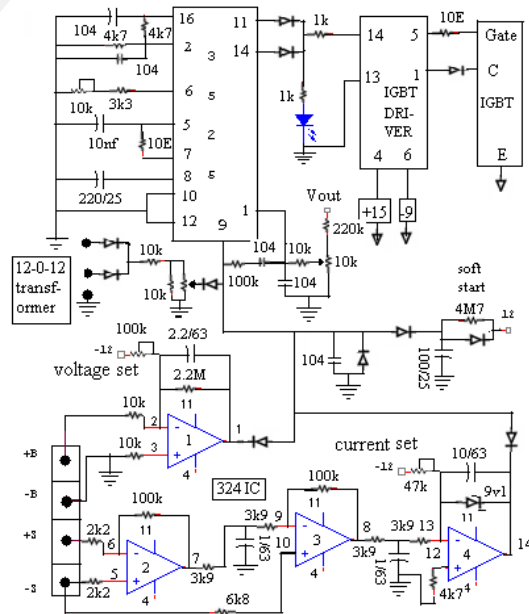 104
4k7
4k7
104
10k
3k3
10nf
10E
220/25
16
2
6
5
7
8
10
12
3
5
2
5
11
14
1
9
1k
1k
14
13
5
1
4
6
IGBT
DRI-
VER
10E
Gate
C
IGBT
E
+15
-9
Vout
220k
10k
104
10k
104
100k
12-0-12
transf-
ormer
10k
10k
soft
start
4M7
12
100/25
104
100k
-12
voltage set
2.2/63
2.2M
11
10k
2
10k
3
1
1
4
+B
-B
+S
-S
324 IC
current set
-12
47k
10/63
9v1
11
100k
11
2k2
6
2k2
5
2
7
4
3k9
3k9
1/63
9
10
100k
11
3
8
4
3k9
3k9
1/63
13
12
4
14
4
4k7
6k8